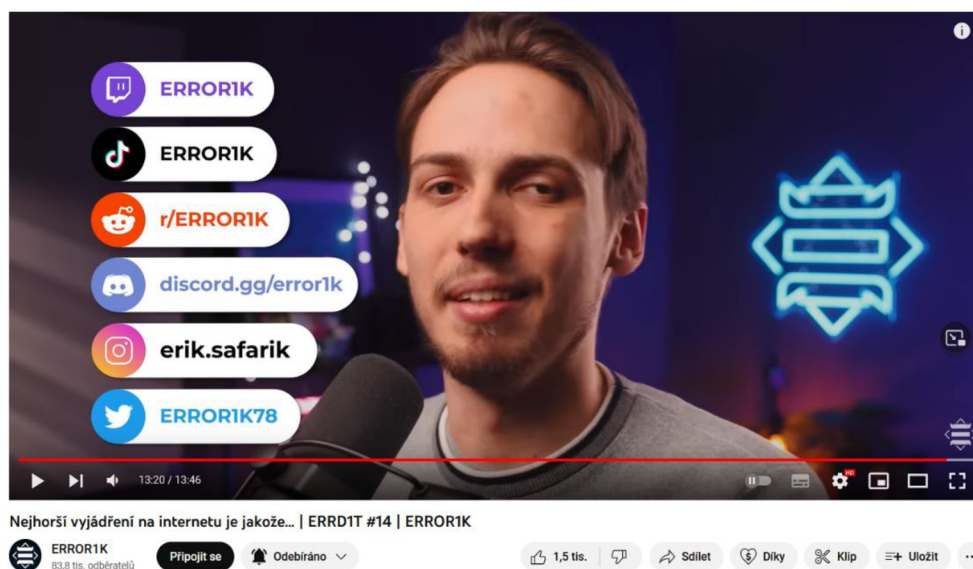 ERROR1K
ERROR1K
r/ERROR1K
discord.gg/error1k
erik.safarik
ERROR1K78
13:20 / 13:46
HD
Nejhorší vyjádření na internetu je jakože... | ERRD1T #14 | ERROR1K
ERROR1K
83,8 tis. odběratelů
Připojit se
Odebíráno
1,5 tis.
Sdílet
Díky
Klip
Uložit